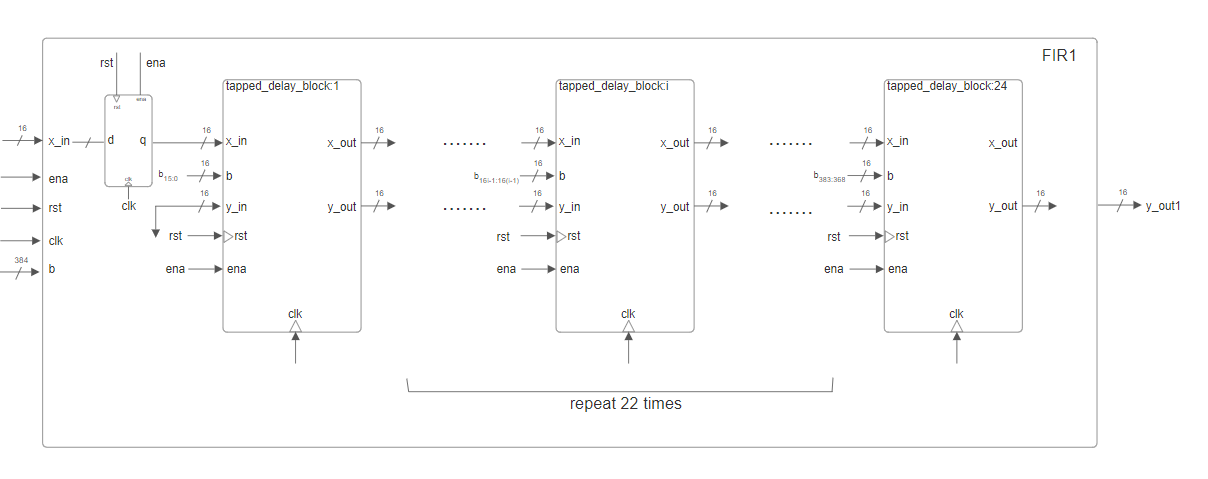 FIR1
rst
ena
tapped_delay_block:1
tapped_delay_block:i
tapped_delay_block:24
rst
ena
16
x_in
d
q
16
x_in
x_out
16
.......
16
x_in
x_out
16
.......
16
x_in
x_out
ena
b15:0
16
b
b16i-1:16(i-1)
16
b
b383:368
16
b
clk
clk
rst
16
y_in
y_out
16
.......
16
y_in
y_out
16
.......
16
y_in
y_out
16
16
y_out1
clk
rst
rst
rst
rst
rst
rst
384
b
ena
ena
ena
ena
ena
ena
clk
clk
clk
repeat 22 times